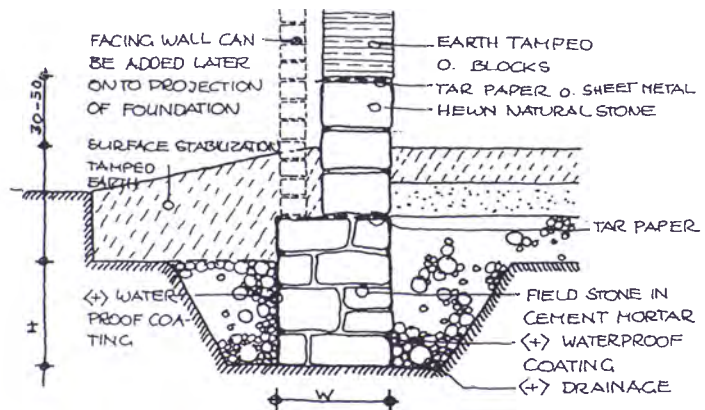 FACING WALL CAN
BE ADDED LATER
ONTO PROJECTION
OF FOUNDATION
30-50
SURFACE STABILIZATION
TAMPED
EARTH
<+) WATER-
PROOF COA-
TING
H
W
EARTH TAMPED
O. BLOCKS
TAR PAPER O. SHEET METAL
HEWN NATURAL STONE
TAR PAPER
FIELD STONE IN
CEMENT MORTAR
<+) WATERPROOF
COATING
<+) DRAINAGE